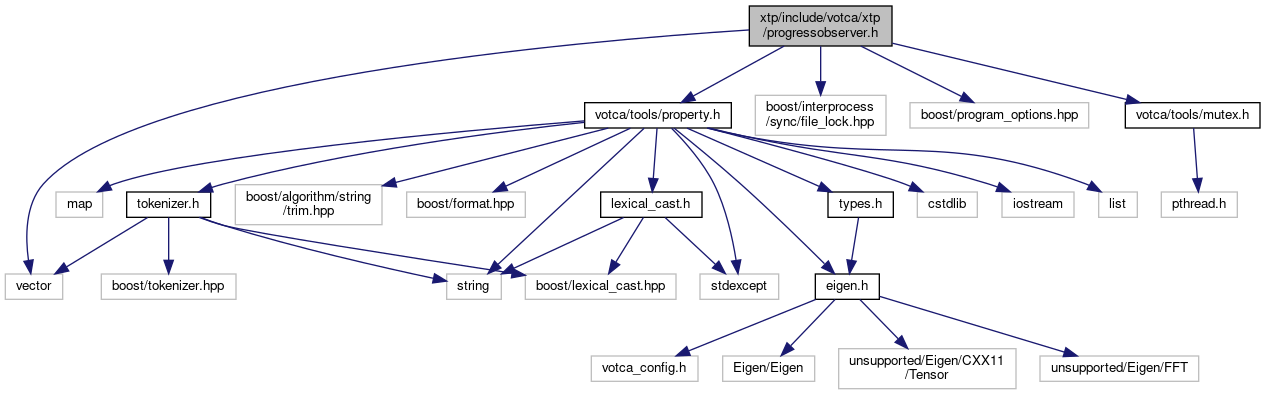 xtp/include/votca/xtp
/progressobserver.h
votca/tools/property.h
boost/interprocess
/sync/file_lock.hpp
boost/program_options.hpp
votca/tools/mutex.h
map
tokenizer.h
boost/algorithm/string
/trim.hpp
boost/format.hpp
lexical_cast.h
types.h
cstdlib
iostream
list
pthread.h
vector
boost/tokenizer.hpp
string
boost/lexical_cast.hpp
stdexcept
eigen.h
votca_config.h
Eigen/Eigen
unsupported/Eigen/CXX11
/Tensor
unsupported/Eigen/FFT